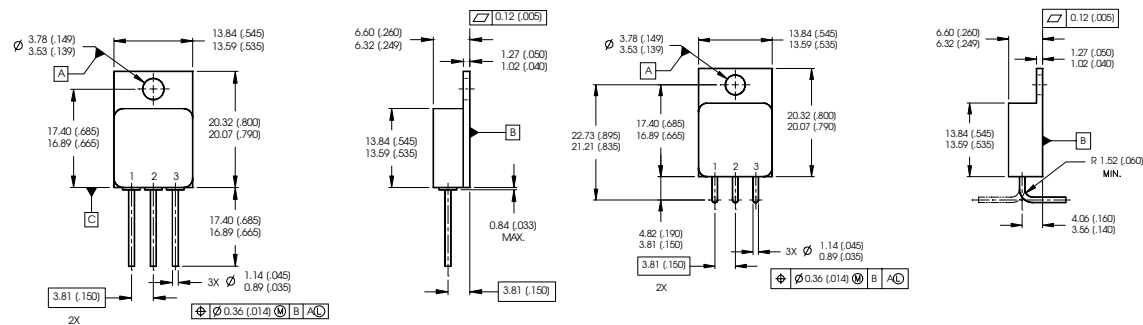 Ø 3.78 (.149)
3.53 (.139)
13.84 (.545)
13.59 (.535)
A
17.40 (.685)
16.89 (.665)
20.32 (.800)
20.07 (.790)
1 2 3
C
17.40 (.685)
16.89 (.665)
3X Ø 1.14 (.045)
0.89 (.035)
3.81 (.150)
2X
⌖ Ø 0.36 (.014) Ⓜ B A Ⓛ
▱ 0.12 (.005)
6.60 (.260)
6.32 (.249)
1.27 (.050)
1.02 (.040)
13.84 (.545)
13.59 (.535)
B
0.84 (.033)
MAX.
3.81 (.150)
Ø 3.78 (.149)
3.53 (.139)
13.84 (.545)
13.59 (.535)
A
22.73 (.895)
21.21 (.835)
17.40 (.685)
16.89 (.665)
20.32 (.800)
20.07 (.790)
1 2 3
4.82 (.190)
3.81 (.150)
3.81 (.150)
2X
3X Ø 1.14 (.045)
0.89 (.035)
⌖ Ø 0.36 (.014) Ⓜ B A Ⓛ
▱ 0.12 (.005)
6.60 (.260)
6.32 (.249)
1.27 (.050)
1.02 (.040)
13.84 (.545)
13.59 (.535)
B
R 1.52 (.060)
MIN.
4.06 (.160)
3.56 (.140)